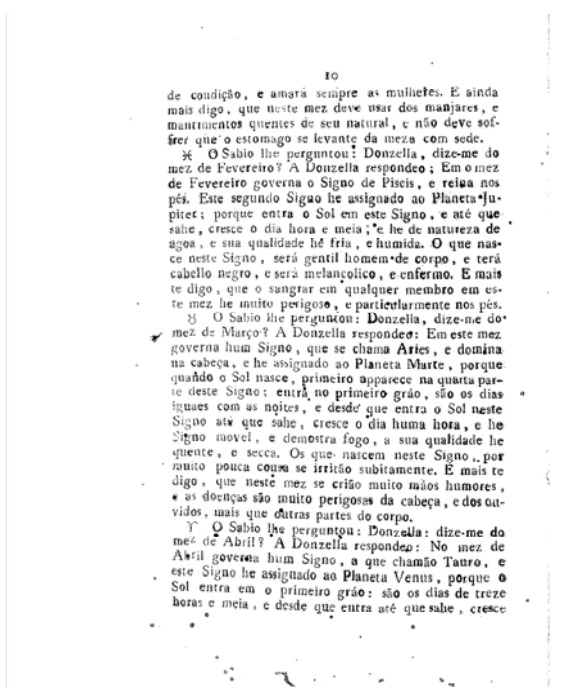 10
de condição, e amará sempre as mulheres. E ainda
mais digo, que neste mez deve usar dos manjares, e
mantimentos quentes de seu natural, e não deve sof-
frer que o estomago se levante da meza com sede.
♓ O Sabio lhe perguntou: Donzella, dize-me do
mez de Fevereiro? A Donzella respondeo; Em o mez
de Fevereiro governa o Signo de Piscis, e reina nos
pés. Este segundo Signo he assignado ao Planeta Ju-
piter; porque entra o Sol em este Signo, e até que
sahe, cresce o dia hora e meia; e he de natureza de
agoa, e sua qualidade hé fria, e humida. O que nas-
ce neste Signo, será gentil homem de corpo, e terá
cabello negro, e será melancolico, e enfermo. E mais
te digo, que o sangrar em qualquer membro em es-
te mez he muito perigoso, e particularmente nos pés.
♉ O Sabio lhe perguntou: Donzella, dize-me do
mez de Março? A Donzella respondeo: Em este mez
governa hum Signo, que se chama Aries, e domina
na cabeça, e he assignado ao Planeta Marte, porque
quando o Sol nasce, primeiro apparece na quarta par-
te deste Signo; entra no primeiro gráo, são os dias
iguaes com as noites, e desde que entra o Sol neste
Signo até que sahe, cresce o dia huma hora, e he
Signo movel, e demostra fogo, a sua qualidade he
quente, e secca. Os que nascem neste Signo, por
muito pouca cousa se irritão subitamente. E mais te
digo, que neste mez se crião muito máos humores,
e as doenças são muito perigosas da cabeça, e dos ou-
vidos, mais que outras partes do corpo.
♈ O Sabio lhe perguntou: Donzella: dize-me do
mez de Abril? A Donzella respondeo: No mez de
Abril governa hum Signo, a que chamão Tauro, e
este Signo he assignado ao Planeta Venus, porque o
Sol entra em o primeiro gráo: são os dias de treze
horas e meia, e desde que entra até que sahe, cresce